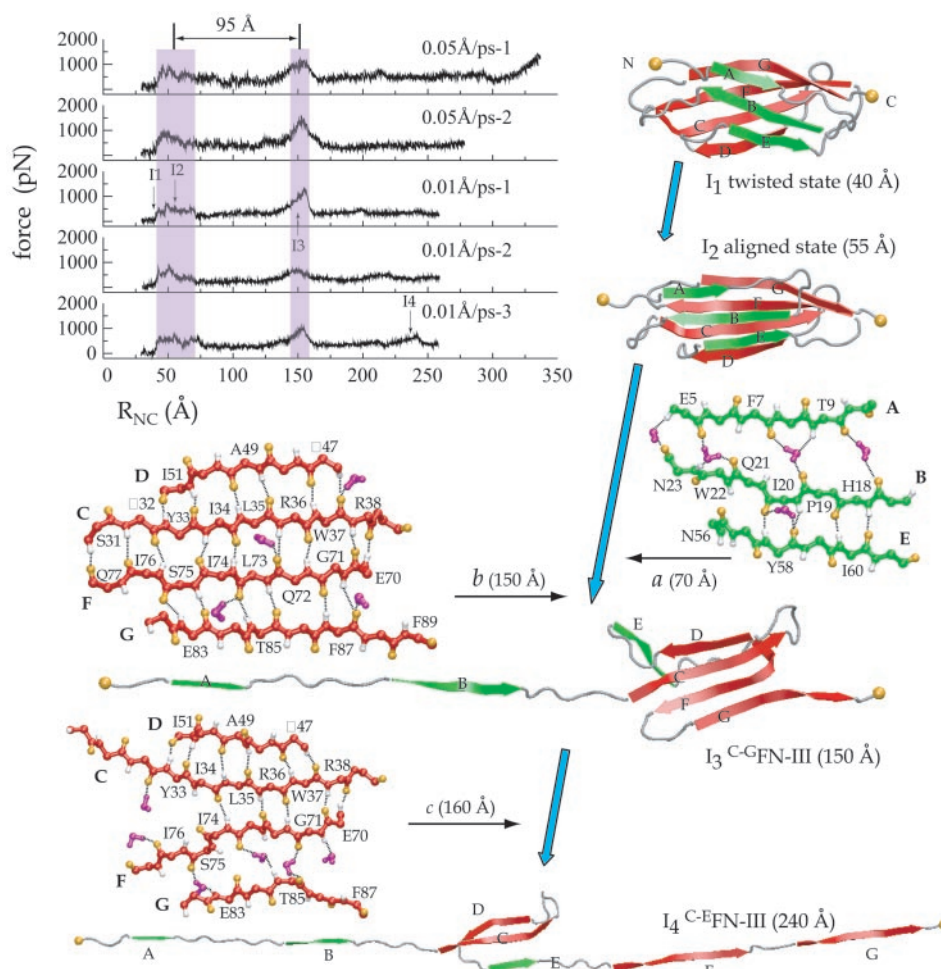 95 Å
2000
1000
0.05Å/ps-1
2000
1000
0.05Å/ps-2
2000
1000
I1
I2
I3
0.01Å/ps-1
2000
1000
0.01Å/ps-2
2000
1000
0
I4
0.01Å/ps-3
force (pN)
0 50 100 150 200 250 300 350
R_NC (Å)
N
A
G
F
B
C
C
D
E
I1 twisted state (40 Å)
I2 aligned state (55 Å)
A
G
F
B
C
E
D
E5
F7
T9
A
N23
W22
Q21
I20
P19
H18
B
N56
Y58
I60
E
a (70 Å)
D
I51
A49
□47
C
□32
Y33
I34
L35
R36
R38
S31
W37
I76
I74
L73
G71
Q77
S75
Q72
E70
F
G
E83
T85
F87
F89
b (150 Å)
E
D
C
F
G
A
B
I3 C-GFN-III (150 Å)
D
I51
A49
□47
C
I34
R36
R38
Y33
L35
W37
I74
G71
I76
E70
S75
F
G
E83
T85
F87
c (160 Å)
I4 C-EFN-III (240 Å)
D
C
A
B
E
F
G